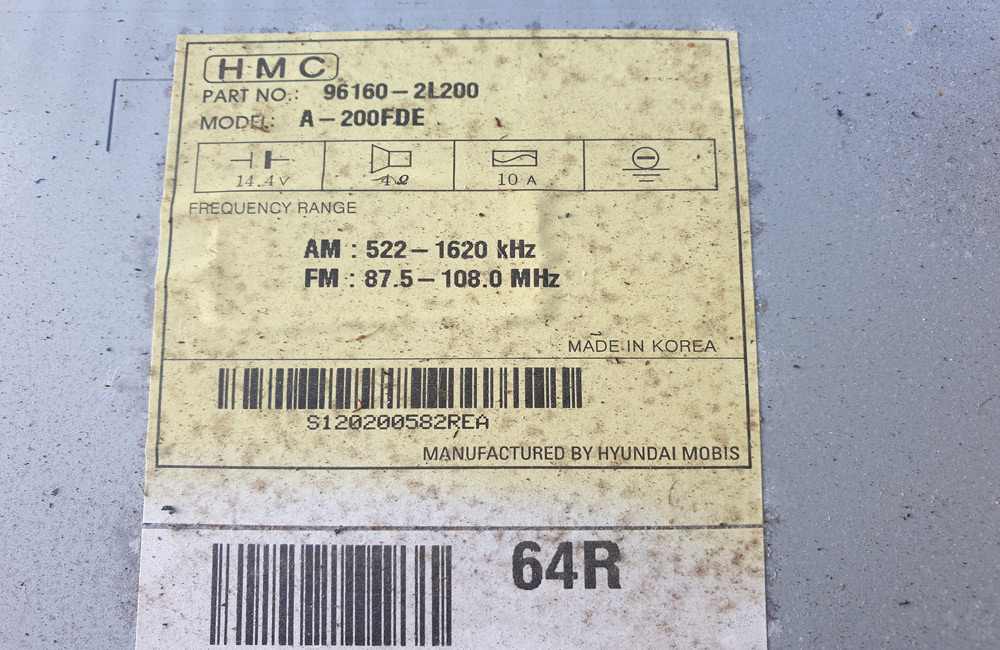 HMC
PART NO.: 96160-2L200
MODEL: A-200FDE
14.4V 4Ω 10 A
FREQUENCY RANGE
AM : 522-1620 kHz
FM : 87.5-108.0 MHz
MADE IN KOREA
S120200582REA
MANUFACTURED BY HYUNDAI MOBIS
64R